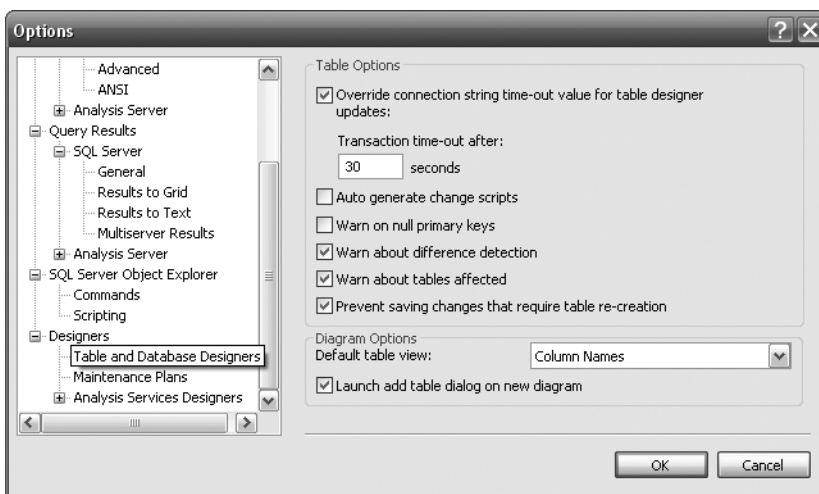 Options
Advanced
ANSI
Analysis Server
Query Results
SQL Server
General
Results to Grid
Results to Text
Multiserver Results
Analysis Server
SQL Server Object Explorer
Commands
Scripting
Designers
Table and Database Designers
Maintenance Plans
Analysis Services Designers
Table Options
Override connection string time-out value for table designer
updates:
Transaction time-out after:
30 seconds
Auto generate change scripts
Warn on null primary keys
Warn about difference detection
Warn about tables affected
Prevent saving changes that require table re-creation
Diagram Options
Default table view: Column Names
Launch add table dialog on new diagram
OK Cancel